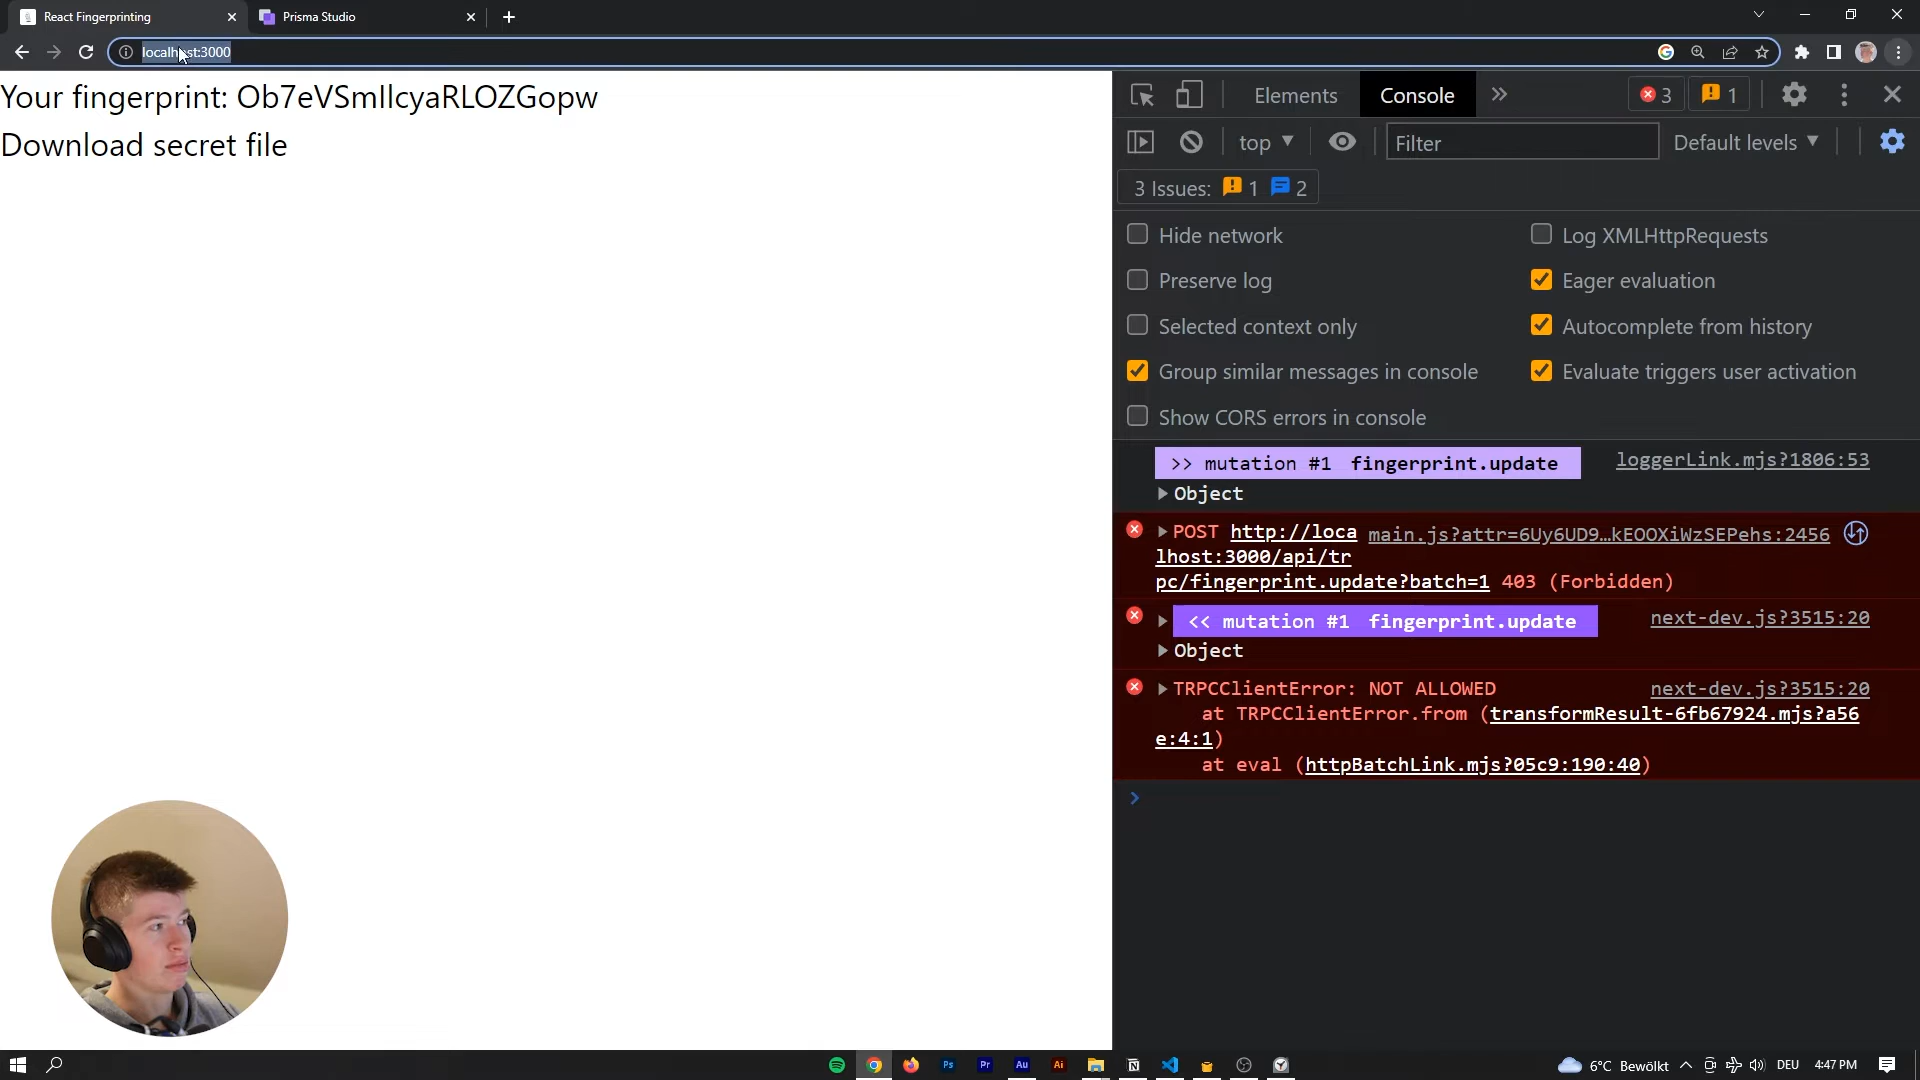 React Fingerprinting
Prisma Studio
localhost:3000
Your fingerprint: Ob7eVSmIlcyaRLOZGopw
Download secret file
Elements
Console
3
1
top
Filter
Default levels
3 Issues: 1 2
Hide network
Log XMLHttpRequests
Preserve log
Eager evaluation
Selected context only
Autocomplete from history
Group similar messages in console
Evaluate triggers user activation
Show CORS errors in console
>> mutation #1 fingerprint.update
loggerLink.mjs?1806:53
Object
POST http://loca
main.js?attr=6Uy6UD9…kEOOXiWzSEPehs:2456
lhost:3000/api/tr
pc/fingerprint.update?batch=1 403 (Forbidden)
<< mutation #1 fingerprint.update
next-dev.js?3515:20
Object
TRPCClientError: NOT ALLOWED
next-dev.js?3515:20
at TRPCClientError.from (transformResult-6fb67924.mjs?a56
e:4:1)
at eval (httpBatchLink.mjs?05c9:190:40)
Ps
Pr
Au
Ai
6°C Bewölkt
DEU
4:47 PM